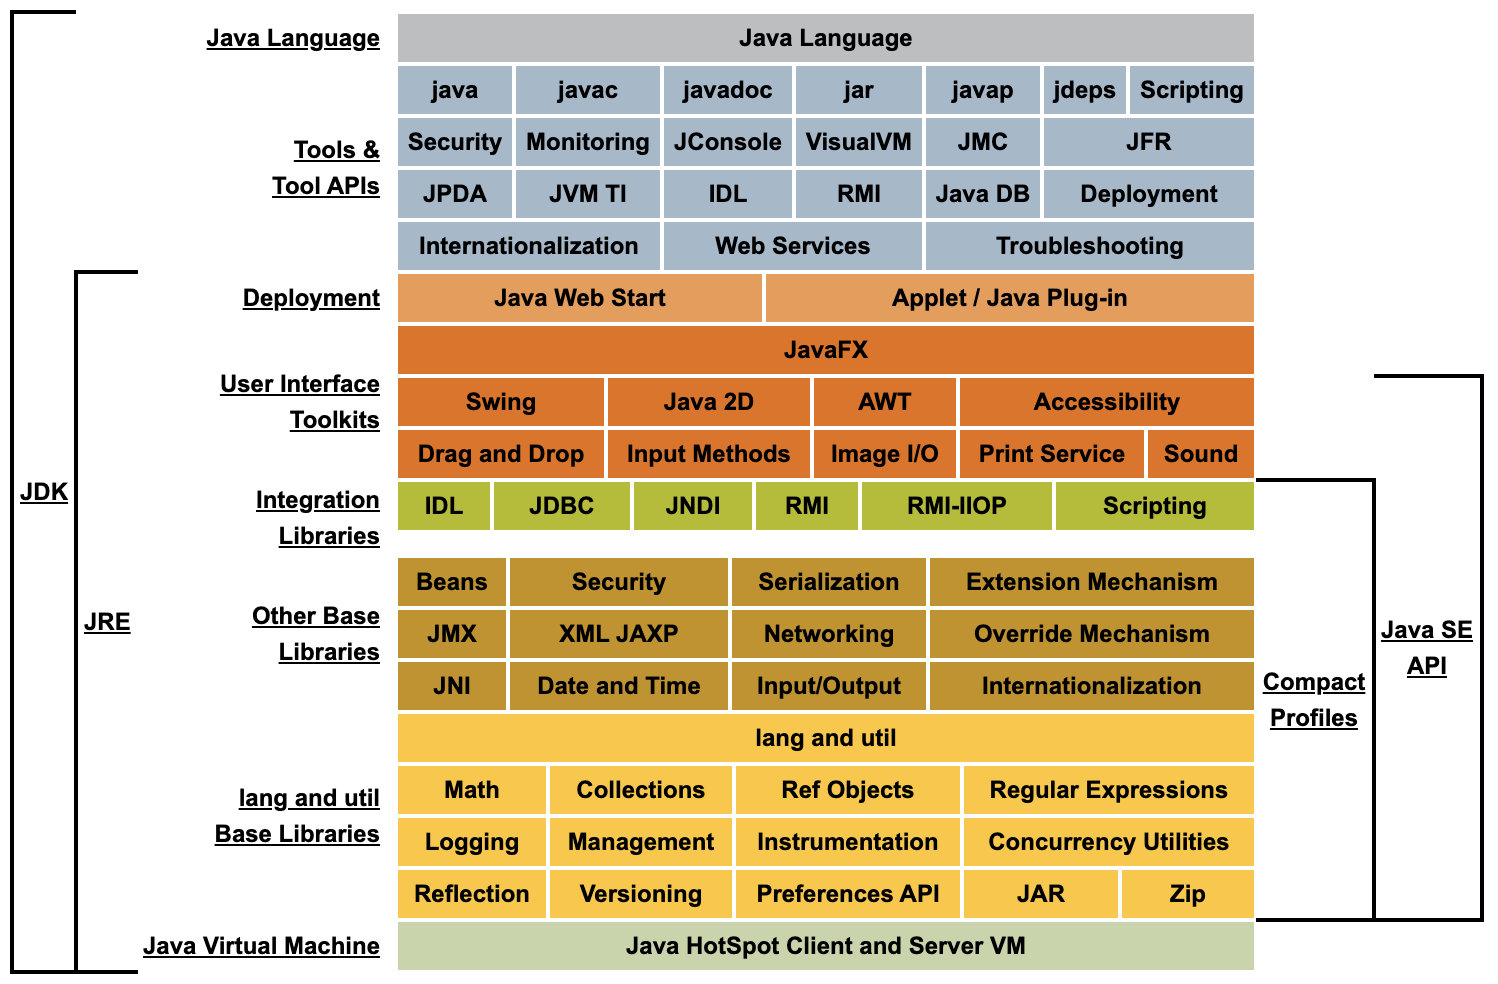 Java Language
Java Language
java javac javadoc jar javap jdeps Scripting
Tools &
Tool APIs
Security Monitoring JConsole VisualVM JMC JFR
JPDA JVM TI IDL RMI Java DB Deployment
Internationalization Web Services Troubleshooting
Deployment
Java Web Start Applet / Java Plug-in
User Interface
Toolkits
JavaFX
Swing Java 2D AWT Accessibility
Drag and Drop Input Methods Image I/O Print Service Sound
Integration
Libraries
IDL JDBC JNDI RMI RMI-IIOP Scripting
JDK
JRE
Other Base
Libraries
Beans Security Serialization Extension Mechanism
JMX XML JAXP Networking Override Mechanism
JNI Date and Time Input/Output Internationalization
Java SE
API
Compact
Profiles
lang and util
Base Libraries
lang and util
Math Collections Ref Objects Regular Expressions
Logging Management Instrumentation Concurrency Utilities
Reflection Versioning Preferences API JAR Zip
Java Virtual Machine
Java HotSpot Client and Server VM